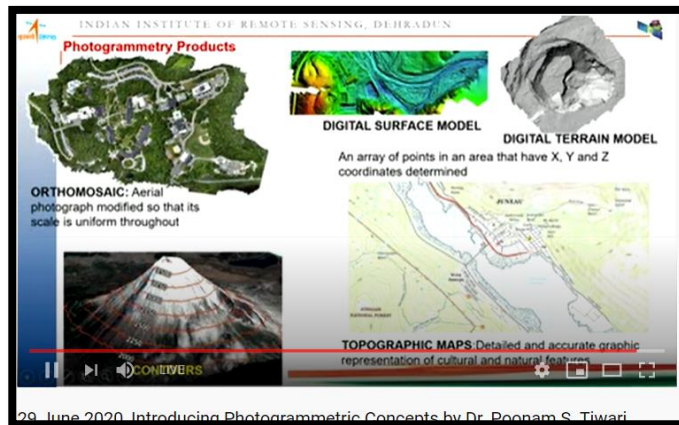 INDIAN INSTITUTE OF REMOTE SENSING, DEHRADUN
Photogrammetry Products
DIGITAL SURFACE MODEL
DIGITAL TERRAIN MODEL
An array of points in an area that have X, Y and Z
coordinates determined
ORTHOMOSAIC: Aerial
photograph modified so that its
scale is uniform throughout
JUNEAU
NATIONAL FOREST
TOPOGRAPHIC MAPS:Detailed and accurate graphic
representation of cultural and natural features
CONTOURS
LIVE
29 June 2020, Introducing Photogrammetric Concepts by Dr. Poonam S. Tiwari